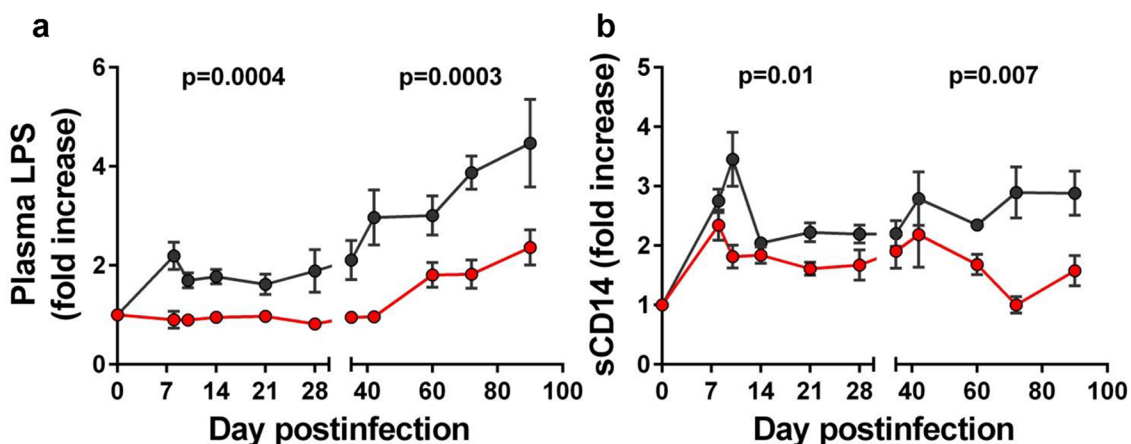 a
p=0.0004
p=0.0003
Plasma LPS
(fold increase)
6
4
2
0
0 7 14 21 28 40 60 80 100
Day postinfection
b
p=0.01
p=0.007
sCD14 (fold increase)
5
4
3
2
1
0
0 7 14 21 28 40 60 80 100
Day postinfection